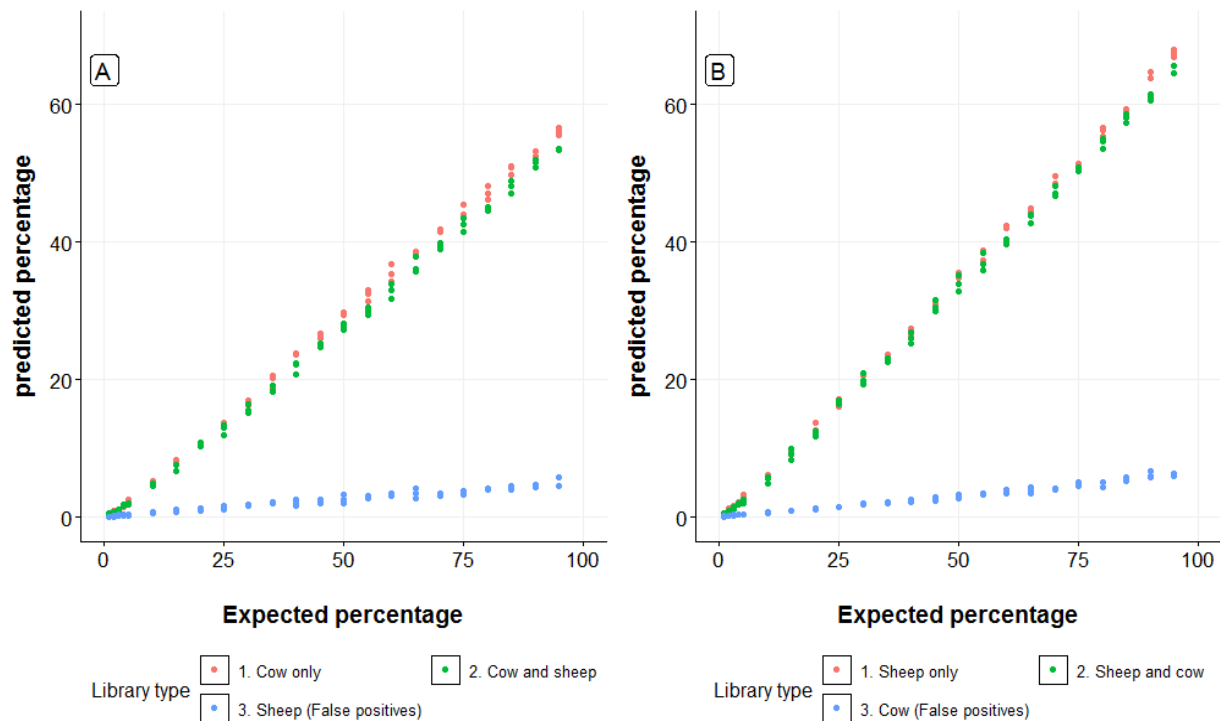 A
60
40
20
0
predicted percentage
0 25 50 75 100
Expected percentage
Library type
1. Cow only
2. Cow and sheep
3. Sheep (False positives)
B
60
40
20
0
predicted percentage
0 25 50 75 100
Expected percentage
Library type
1. Sheep only
2. Sheep and cow
3. Cow (False positives)